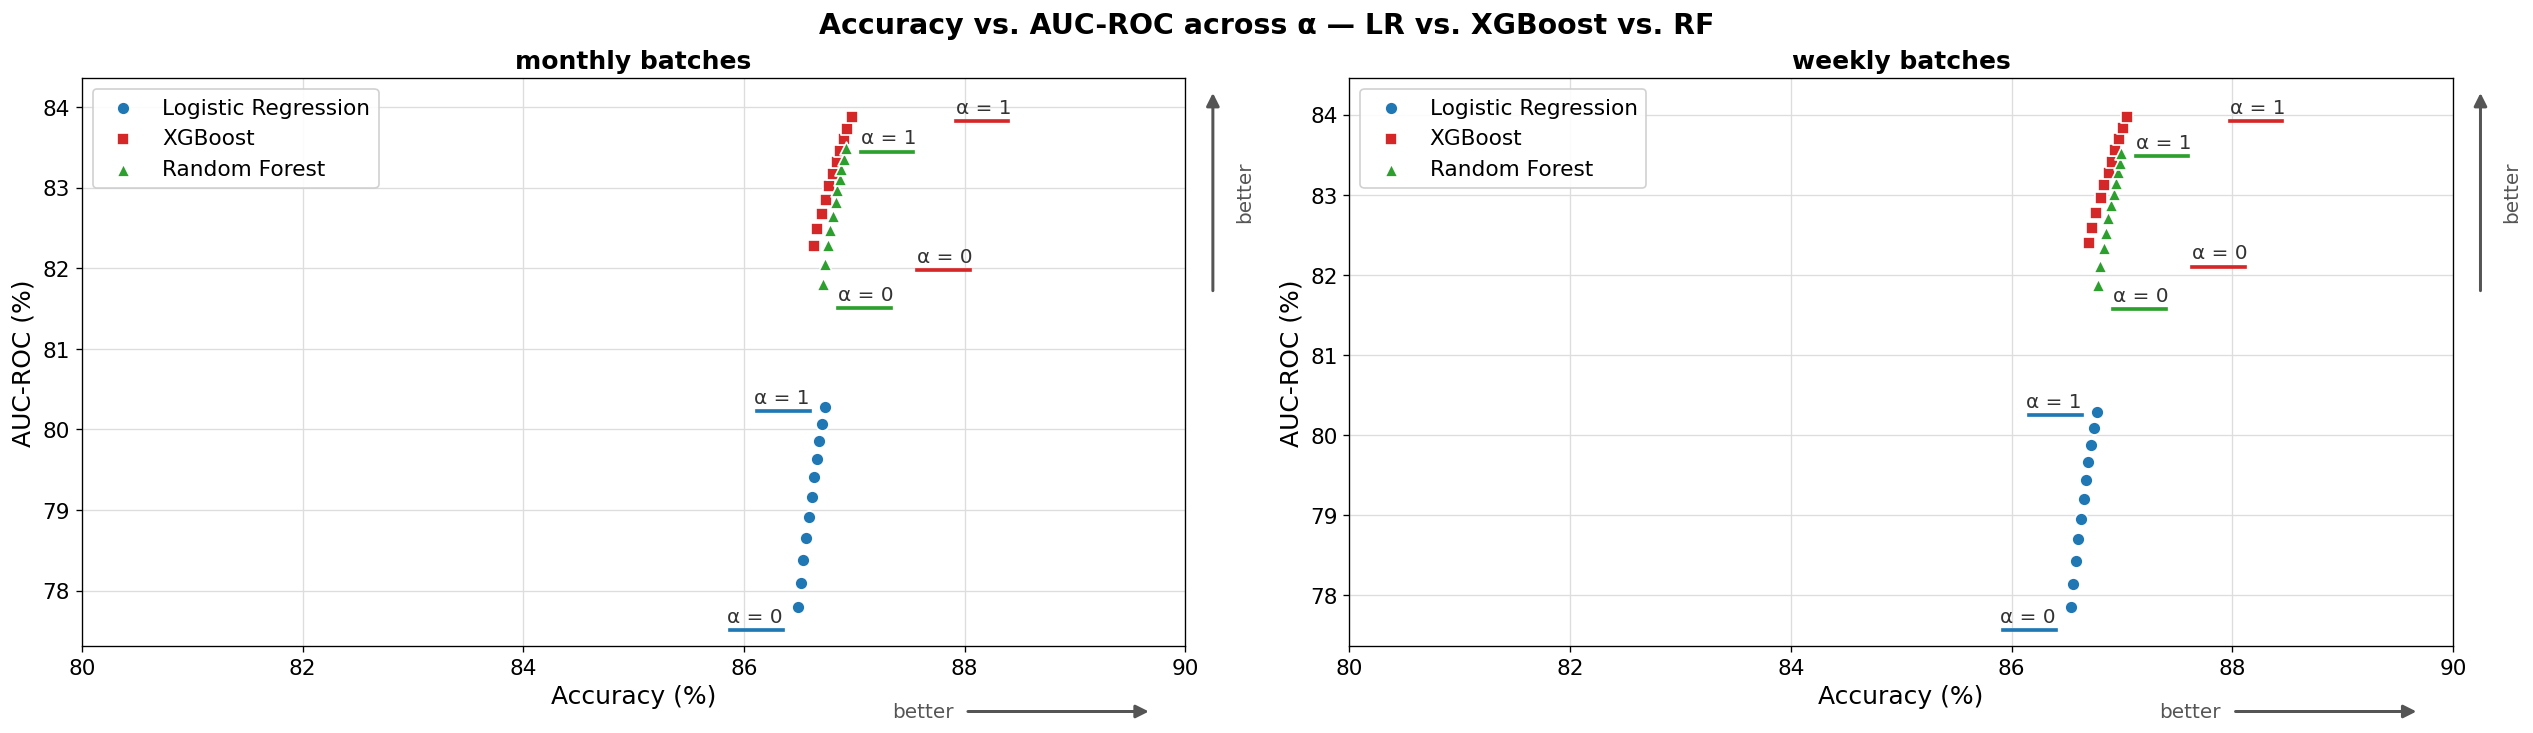 Accuracy vs. AUC-ROC across α — LR vs. XGBoost vs. RF
monthly batches
Logistic Regression
XGBoost
Random Forest
α = 1
α = 1
α = 0
α = 0
α = 1
α = 0
84
83
82
81
80
79
78
AUC-ROC (%)
80
82
84
86
88
90
Accuracy (%)
better
better
weekly batches
Logistic Regression
XGBoost
Random Forest
α = 1
α = 1
α = 0
α = 0
α = 1
α = 0
84
83
82
81
80
79
78
AUC-ROC (%)
80
82
84
86
88
90
Accuracy (%)
better
better